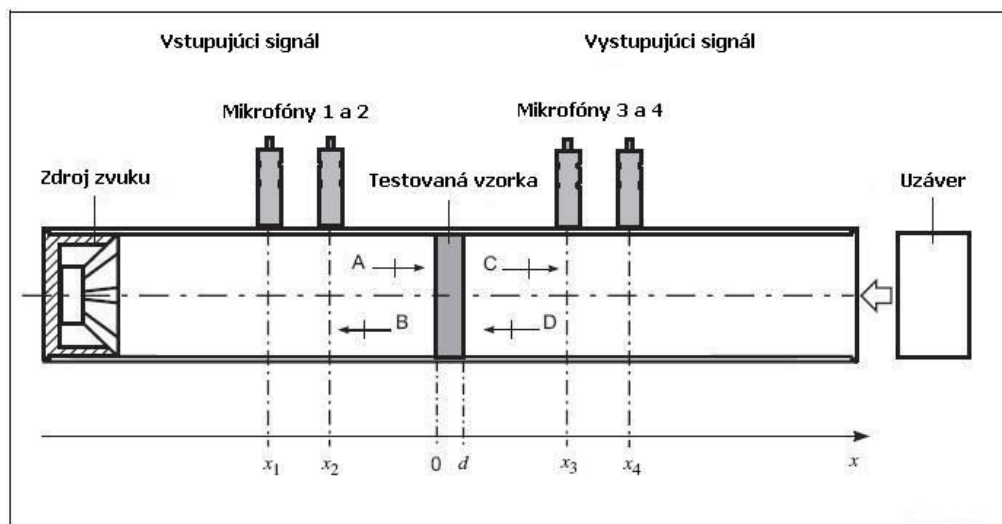 Vstupujúci signál
Vystupujúci signál
Mikrofóny 1 a 2
Mikrofóny 3 a 4
Zdroj zvuku
Testovaná vzorka
Uzáver
A
C
B
D
x1
x2
0
d
x3
x4
x